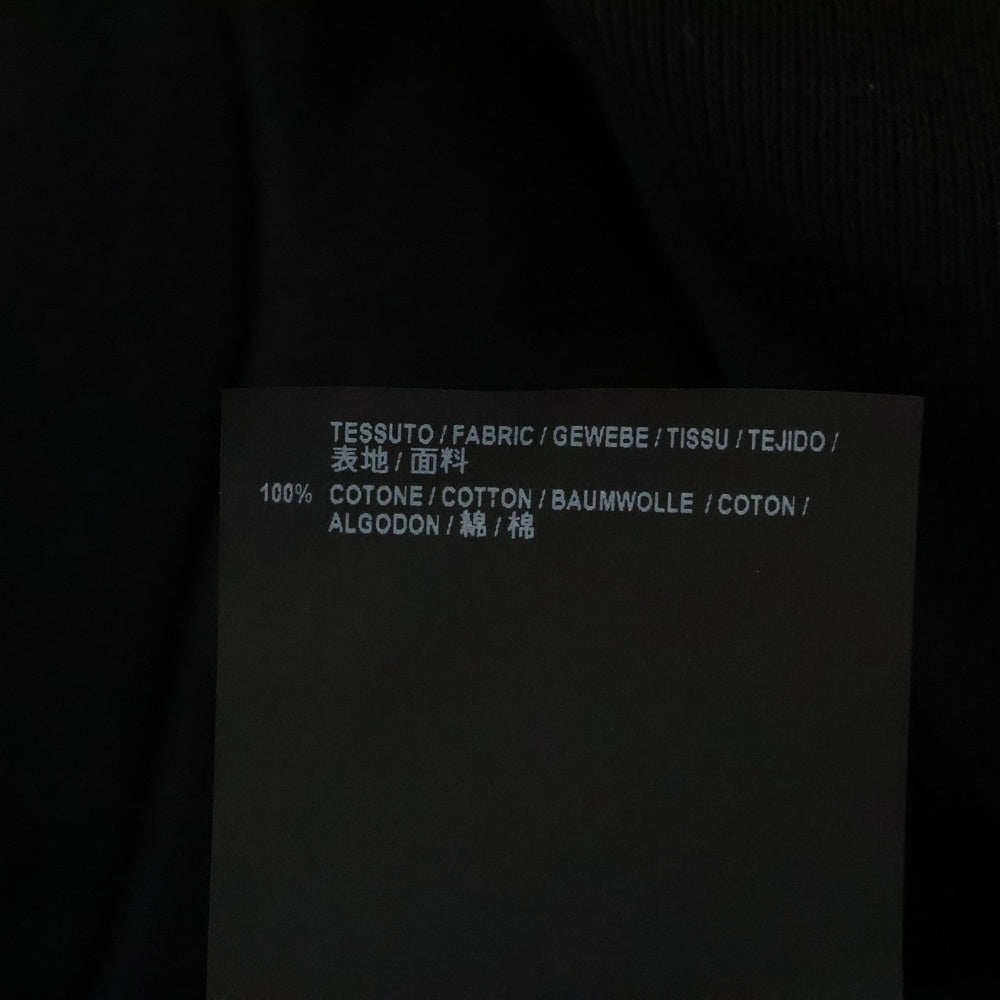 TESSUTO / FABRIC / GEWEBE / TISSU / TEJIDO /
表地 / 面料
100% COTONE / COTTON / BAUMWOLLE / COTON /
ALGODON / 綿 / 棉